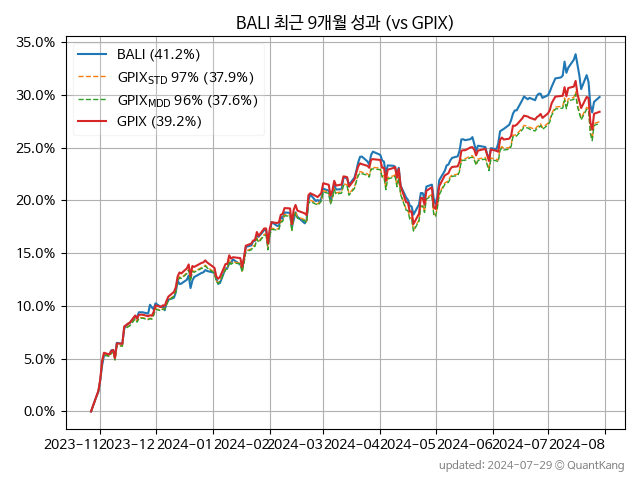 BALI 최근 9개월 성과 (vs GPIX)
35.0%
30.0%
25.0%
20.0%
15.0%
10.0%
5.0%
0.0%
BALI (41.2%)
GPIXSTD 97% (37.9%)
GPIXMDD 96% (37.6%)
GPIX (39.2%)
2023-11 2023-12 2024-01 2024-02 2024-03 2024-04 2024-05 2024-06 2024-07 2024-08
updated: 2024-07-29 © QuantKang